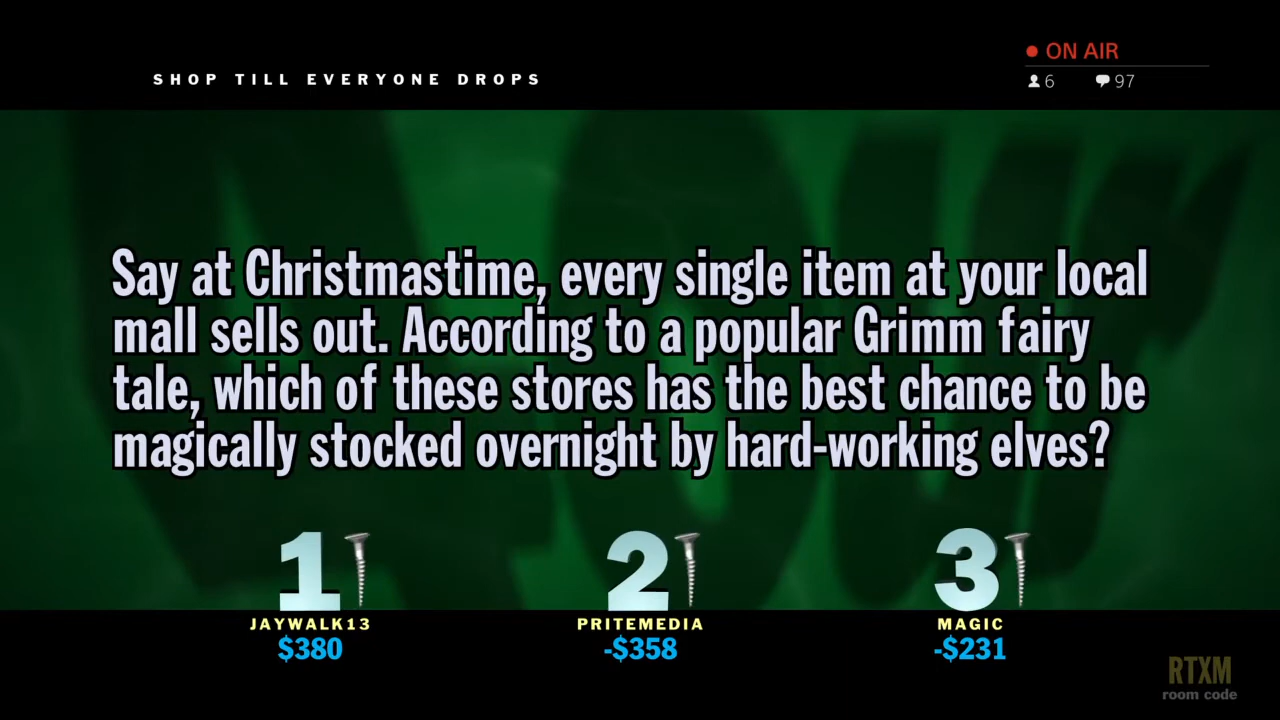 SHOP TILL EVERYONE DROPS
ON AIR
6 97
Say at Christmastime, every single item at your local
mall sells out. According to a popular Grimm fairy
tale, which of these stores has the best chance to be
magically stocked overnight by hard-working elves?
1 2 3
JAYWALK13 PRITEMEDIA MAGIC
$380 -$358 -$231
RTXM
room code